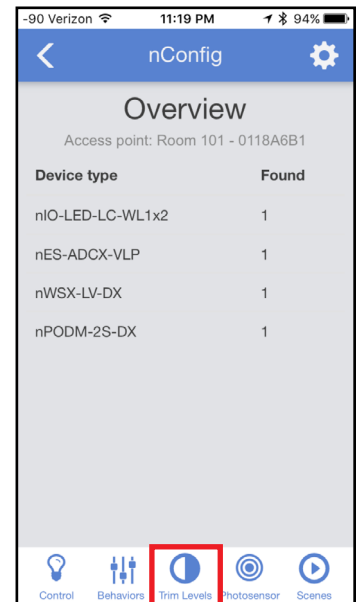 -90 Verizon 11:19 PM 94%
nConfig
Overview
Access point: Room 101 - 0118A6B1
Device type Found
nIO-LED-LC-WL1x2 1
nES-ADCX-VLP 1
nWSX-LV-DX 1
nPODM-2S-DX 1
Control Behaviors Trim Levels Photosensor Scenes